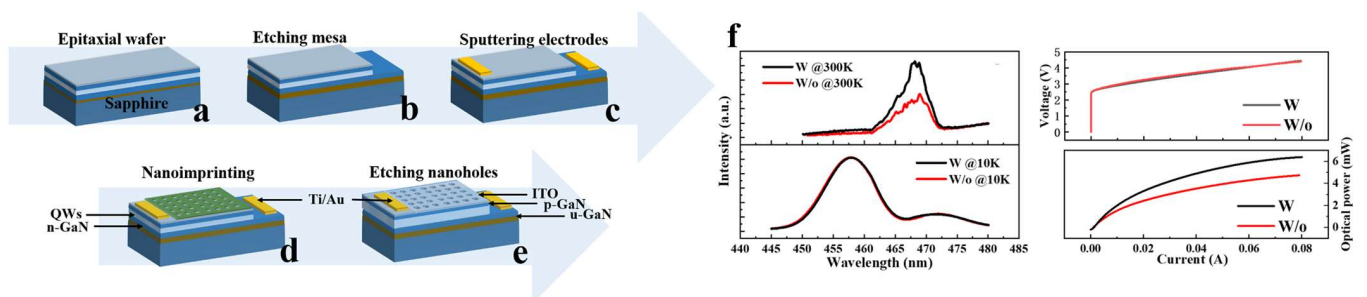 Epitaxial wafer
Etching mesa
Sputtering electrodes
Sapphire
a
b
c
Nanoimprinting
Etching nanoholes
QWs
n-GaN
Ti/Au
ITO
p-GaN
u-GaN
d
e
f
W @300K
W/o @300K
W @10K
W/o @10K
Intensity (a.u.)
440 445 450 455 460 465 470 475 480 485
Wavelength (nm)
5
4
3
2
1
0
Voltage (V)
W
W/o
6
4
2
0
Optical power (mW)
W
W/o
0.00 0.02 0.04 0.06 0.08
Current (A)